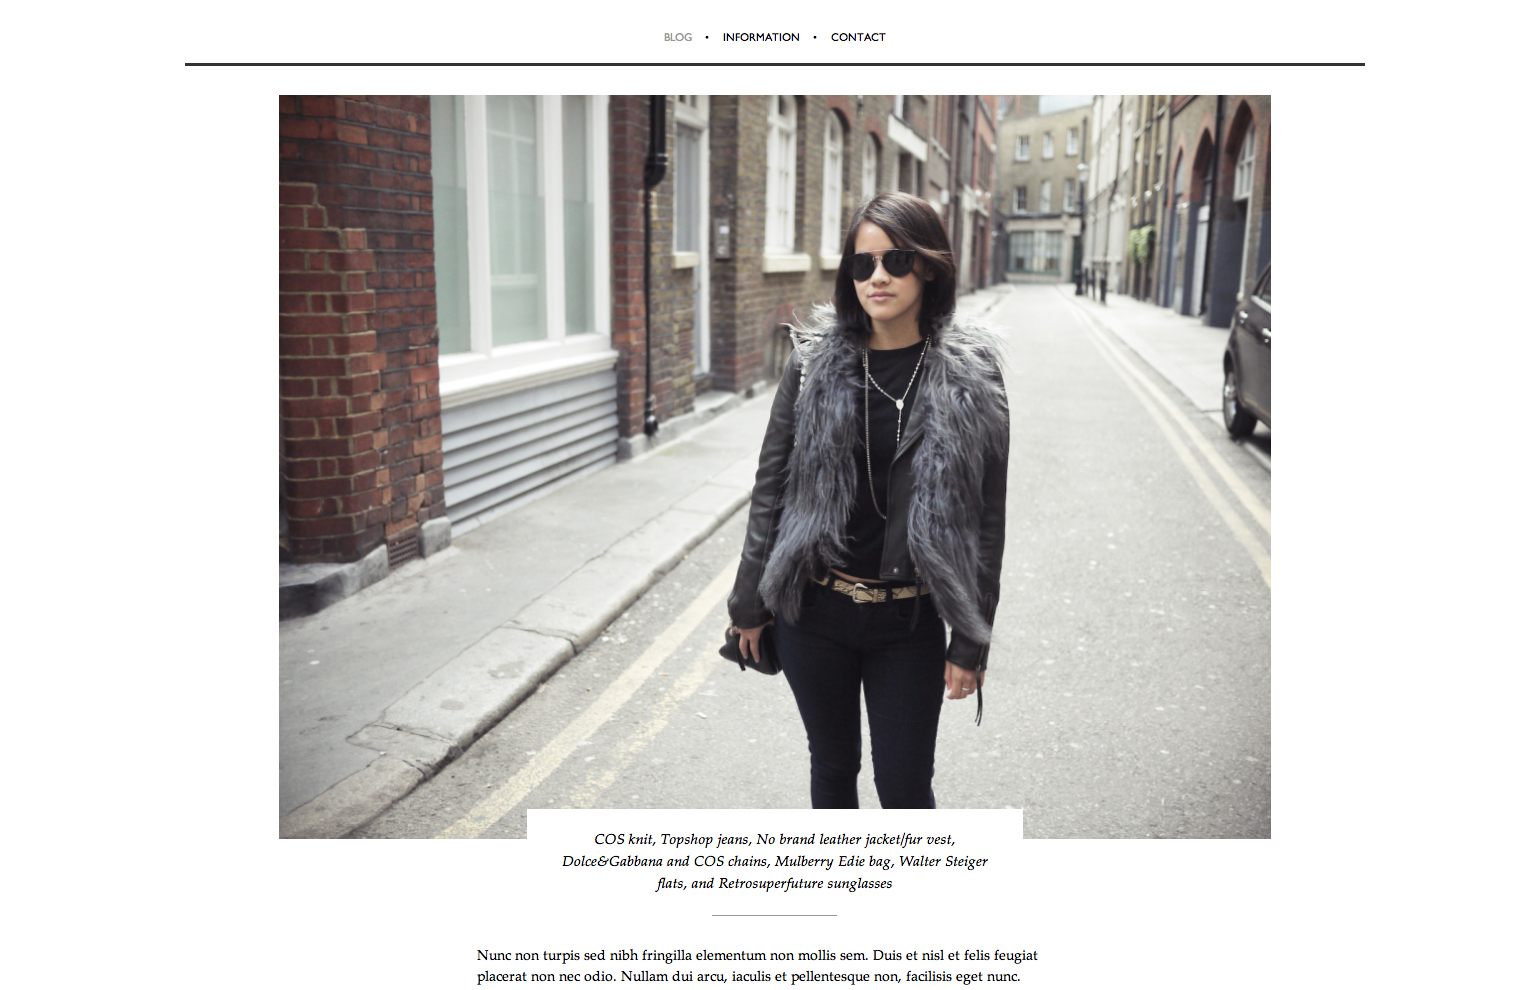 BLOG • INFORMATION • CONTACT
COS knit, Topshop jeans, No brand leather jacket/fur vest,
Dolce&Gabbana and COS chains, Mulberry Edie bag, Walter Steiger
flats, and Retrosuperfuture sunglasses
Nunc non turpis sed nibh fringilla elementum non mollis sem. Duis et nisl et felis feugiat
placerat non nec odio. Nullam dui arcu, iaculis et pellentesque non, facilisis eget nunc.